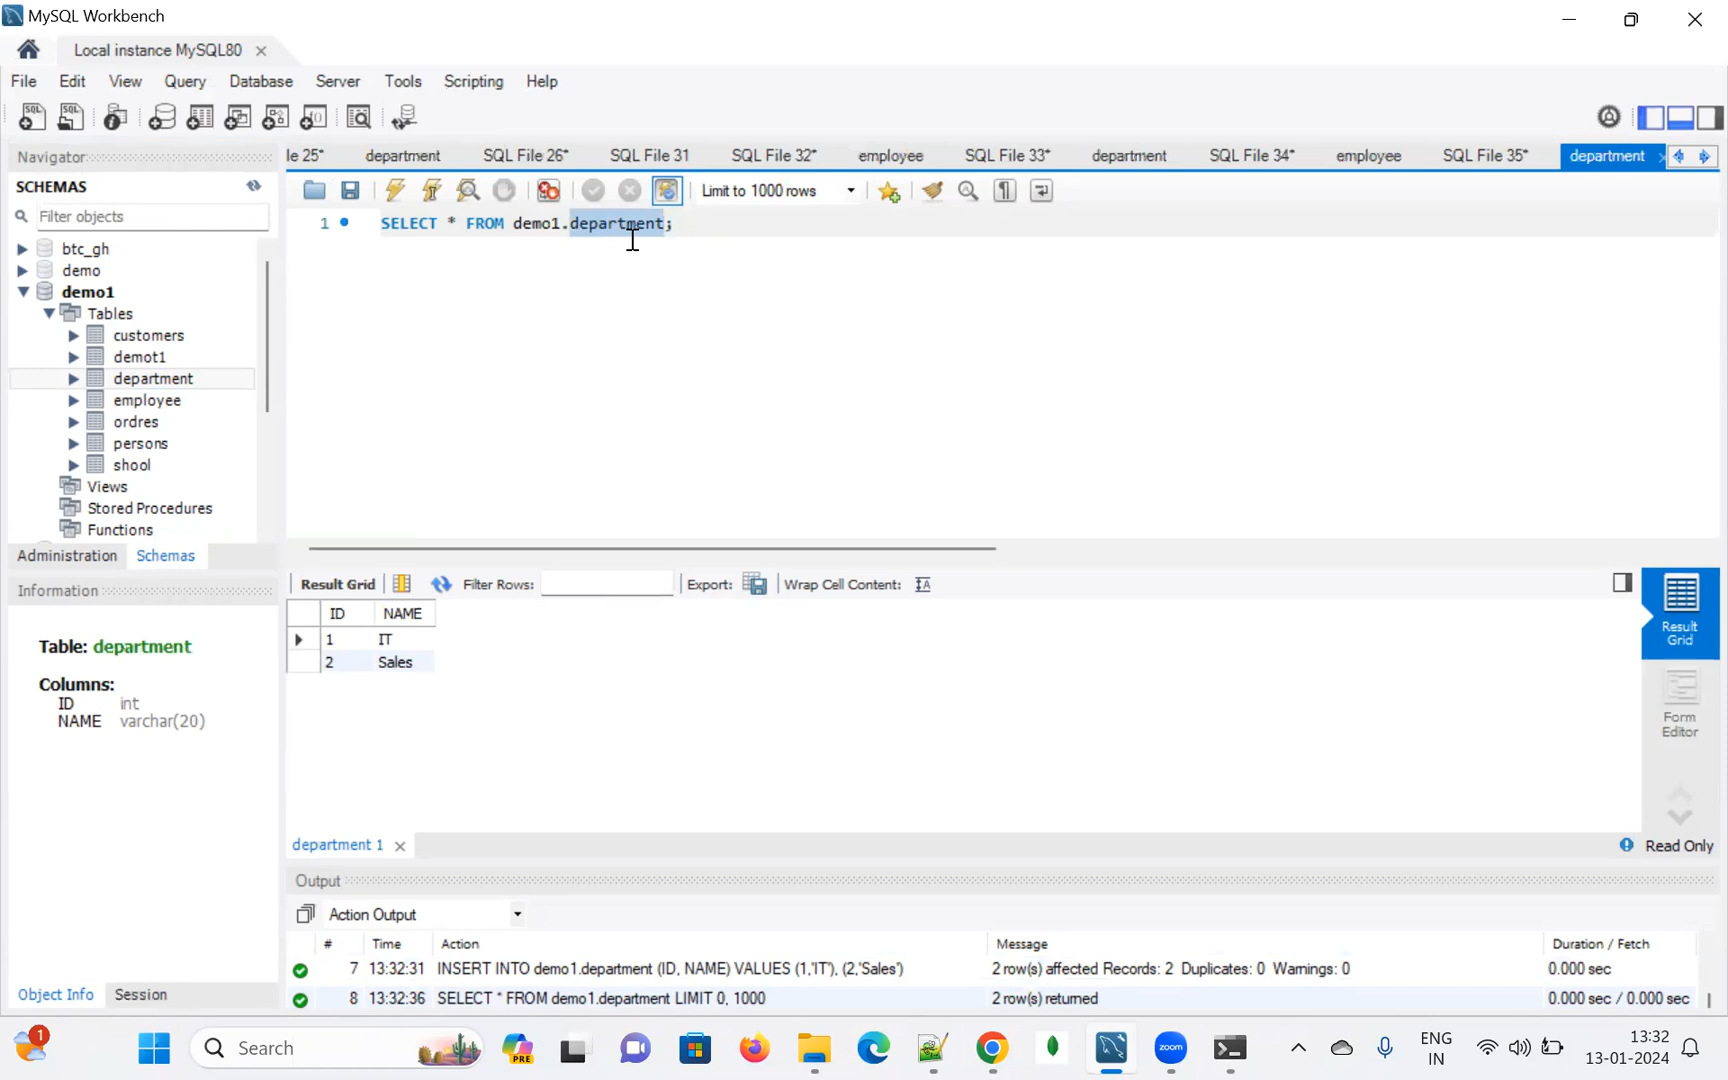 MySQL Workbench
Local instance MySQL80
File Edit View Query Database Server Tools Scripting Help
Navigator
le 25* department SQL File 26* SQL File 31 SQL File 32* employee SQL File 33* department SQL File 34* employee SQL File 35* department
SCHEMAS
Limit to 1000 rows
Filter objects
1 SELECT * FROM demo1.department;
btc_gh
demo
demo1
Tables
customers
demot1
department
employee
ordres
persons
shool
Views
Stored Procedures
Functions
Administration Schemas
Information
Result Grid Filter Rows: Export: Wrap Cell Content:
ID NAME
1 IT
2 Sales
Result
Grid
Form
Editor
Table: department
Columns:
ID int
NAME varchar(20)
department 1 Read Only
Output
Action Output
# Time Action Message Duration / Fetch
7 13:32:31 INSERT INTO demo1.department (ID, NAME) VALUES (1,'IT'), (2,'Sales') 2 row(s) affected Records: 2 Duplicates: 0 Warnings: 0 0.000 sec
8 13:32:36 SELECT * FROM demo1.department LIMIT 0, 1000 2 row(s) returned 0.000 sec / 0.000 sec
Object Info Session
1 Search PRE zoom ENG
IN
13:32
13-01-2024